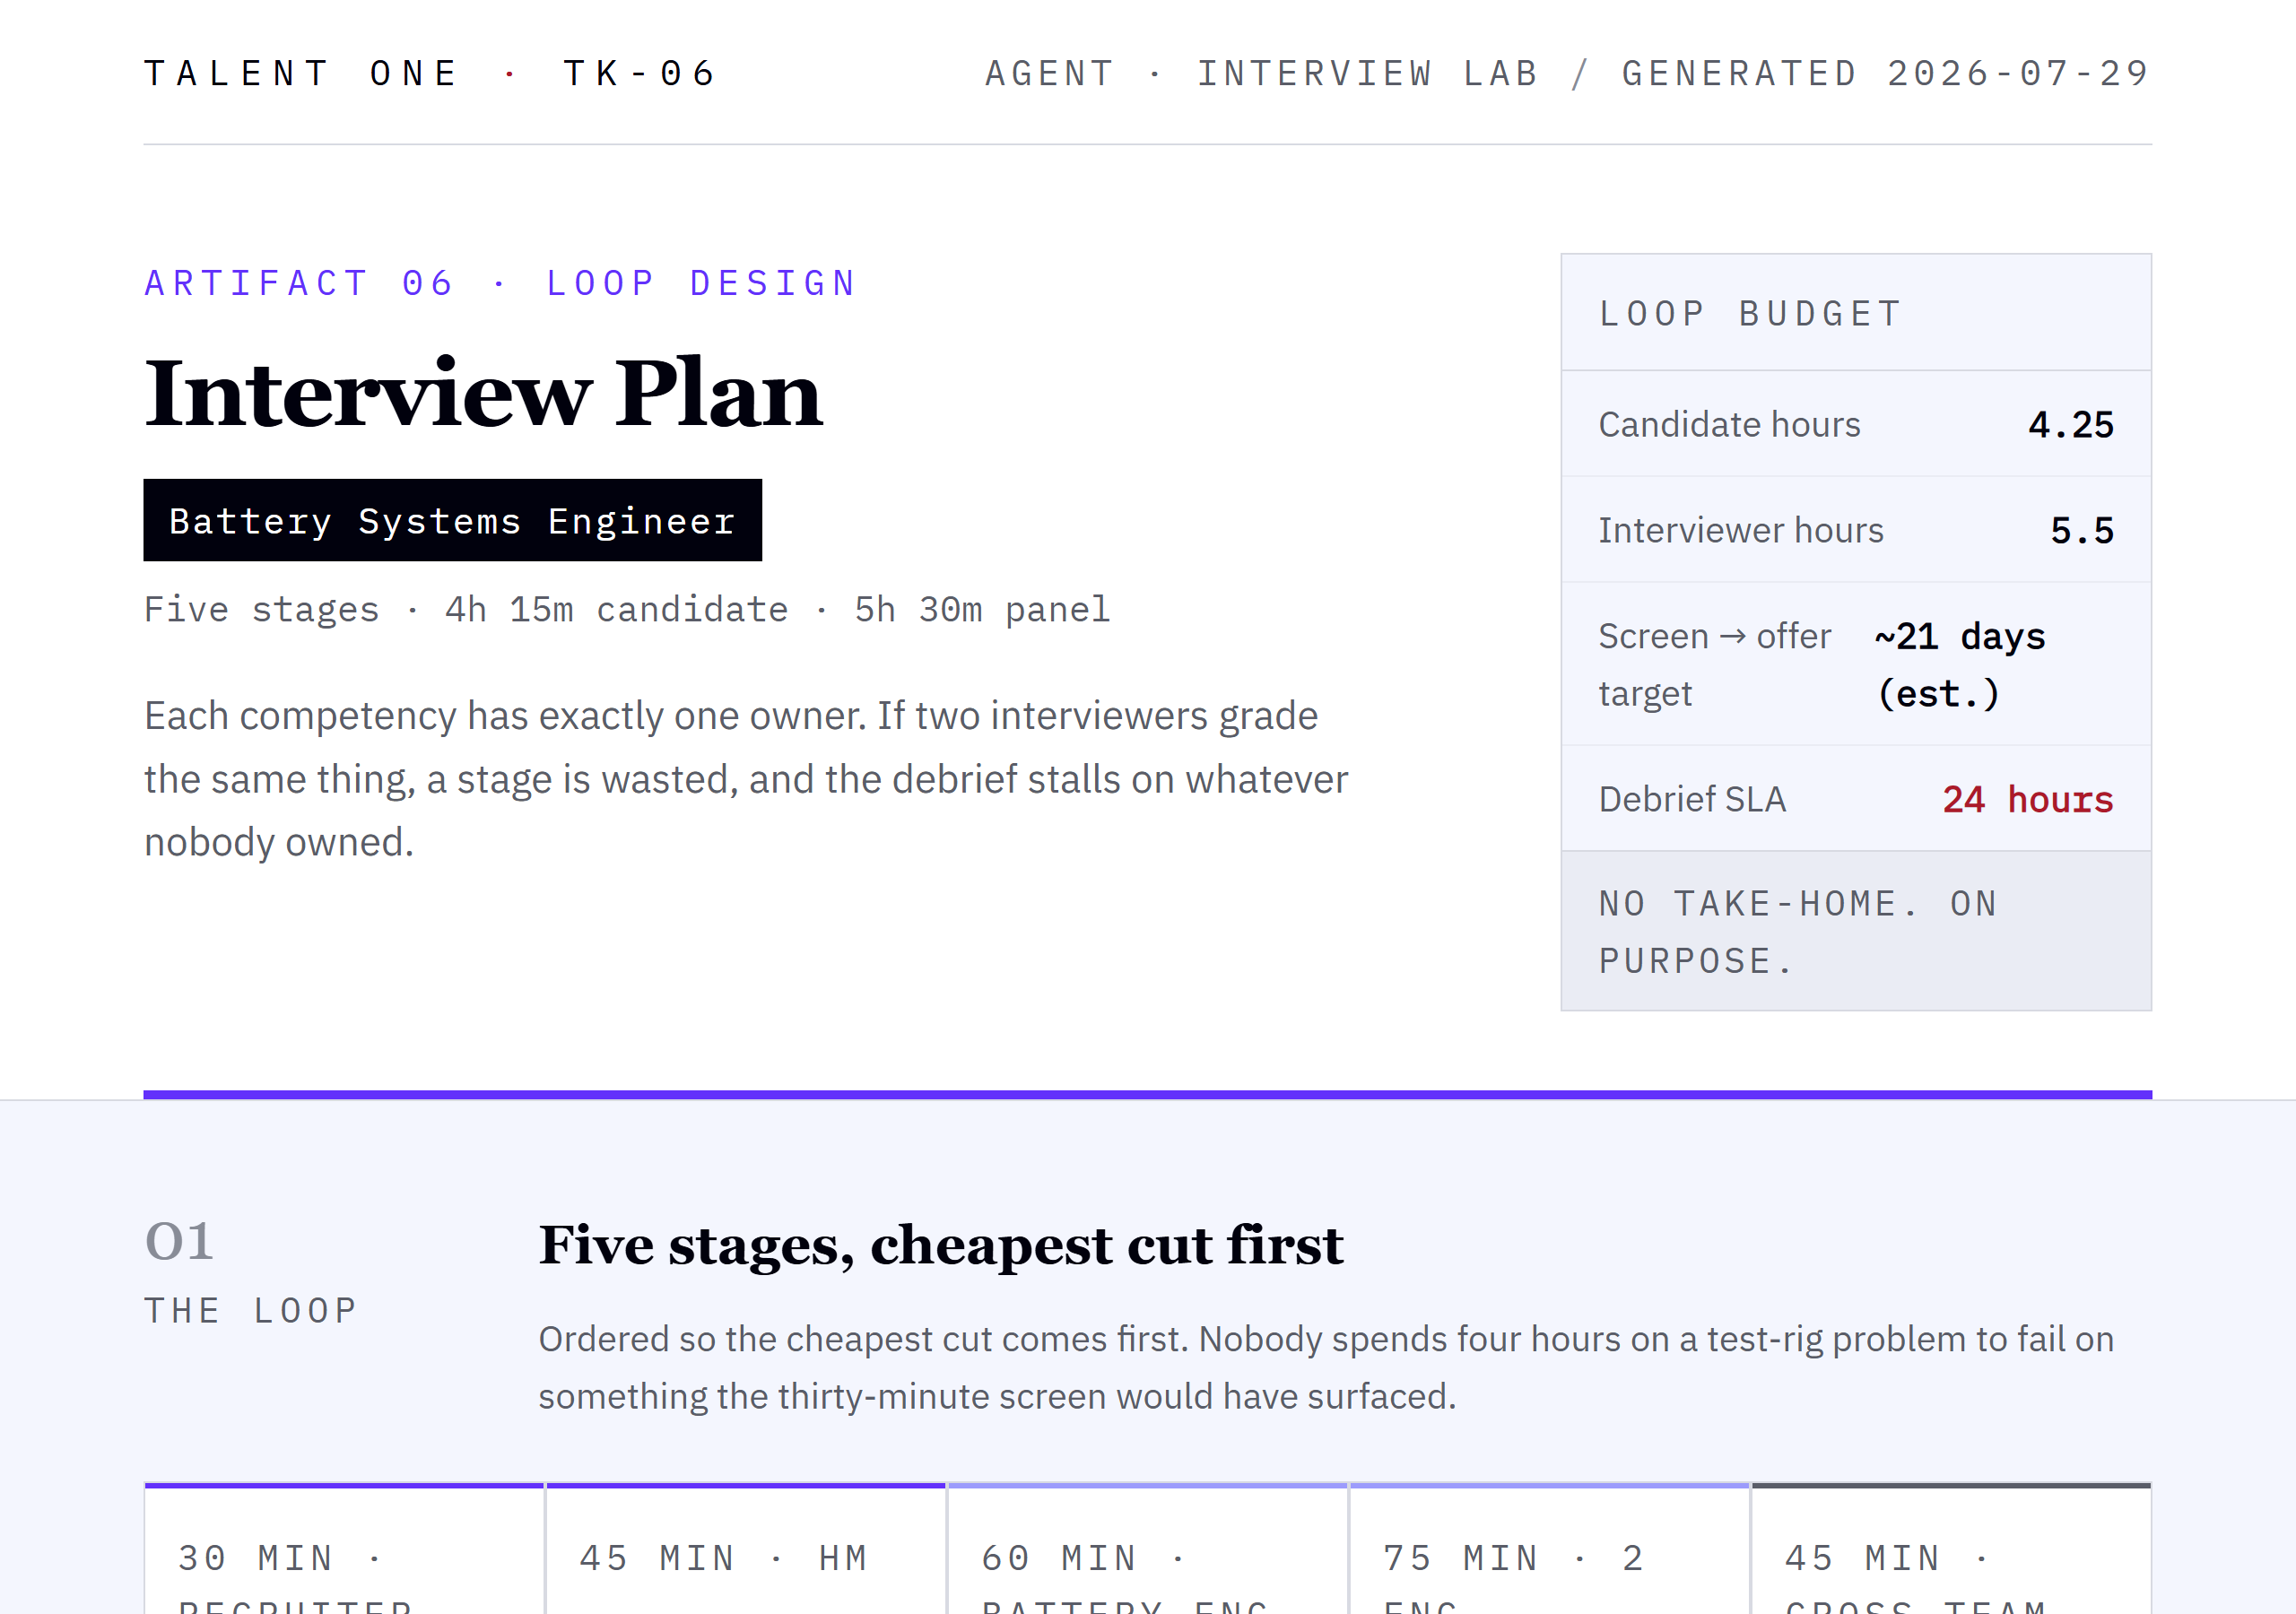 TALENT ONE · TK-06
AGENT · INTERVIEW LAB / GENERATED 2026-07-29
ARTIFACT 06 · LOOP DESIGN
Interview Plan
Battery Systems Engineer
Five stages · 4h 15m candidate · 5h 30m panel
Each competency has exactly one owner. If two interviewers grade
the same thing, a stage is wasted, and the debrief stalls on whatever
nobody owned.
LOOP BUDGET
Candidate hours 4.25
Interviewer hours 5.5
Screen → offer target ~21 days (est.)
Debrief SLA 24 hours
NO TAKE-HOME. ON
PURPOSE.
01
THE LOOP
Five stages, cheapest cut first
Ordered so the cheapest cut comes first. Nobody spends four hours on a test-rig problem to fail on
something the thirty-minute screen would have surfaced.
30 MIN ·
RECRUITER
45 MIN · HM
60 MIN ·
BATTERY ENG
75 MIN · 2
ENG
45 MIN ·
CROSS-TEAM